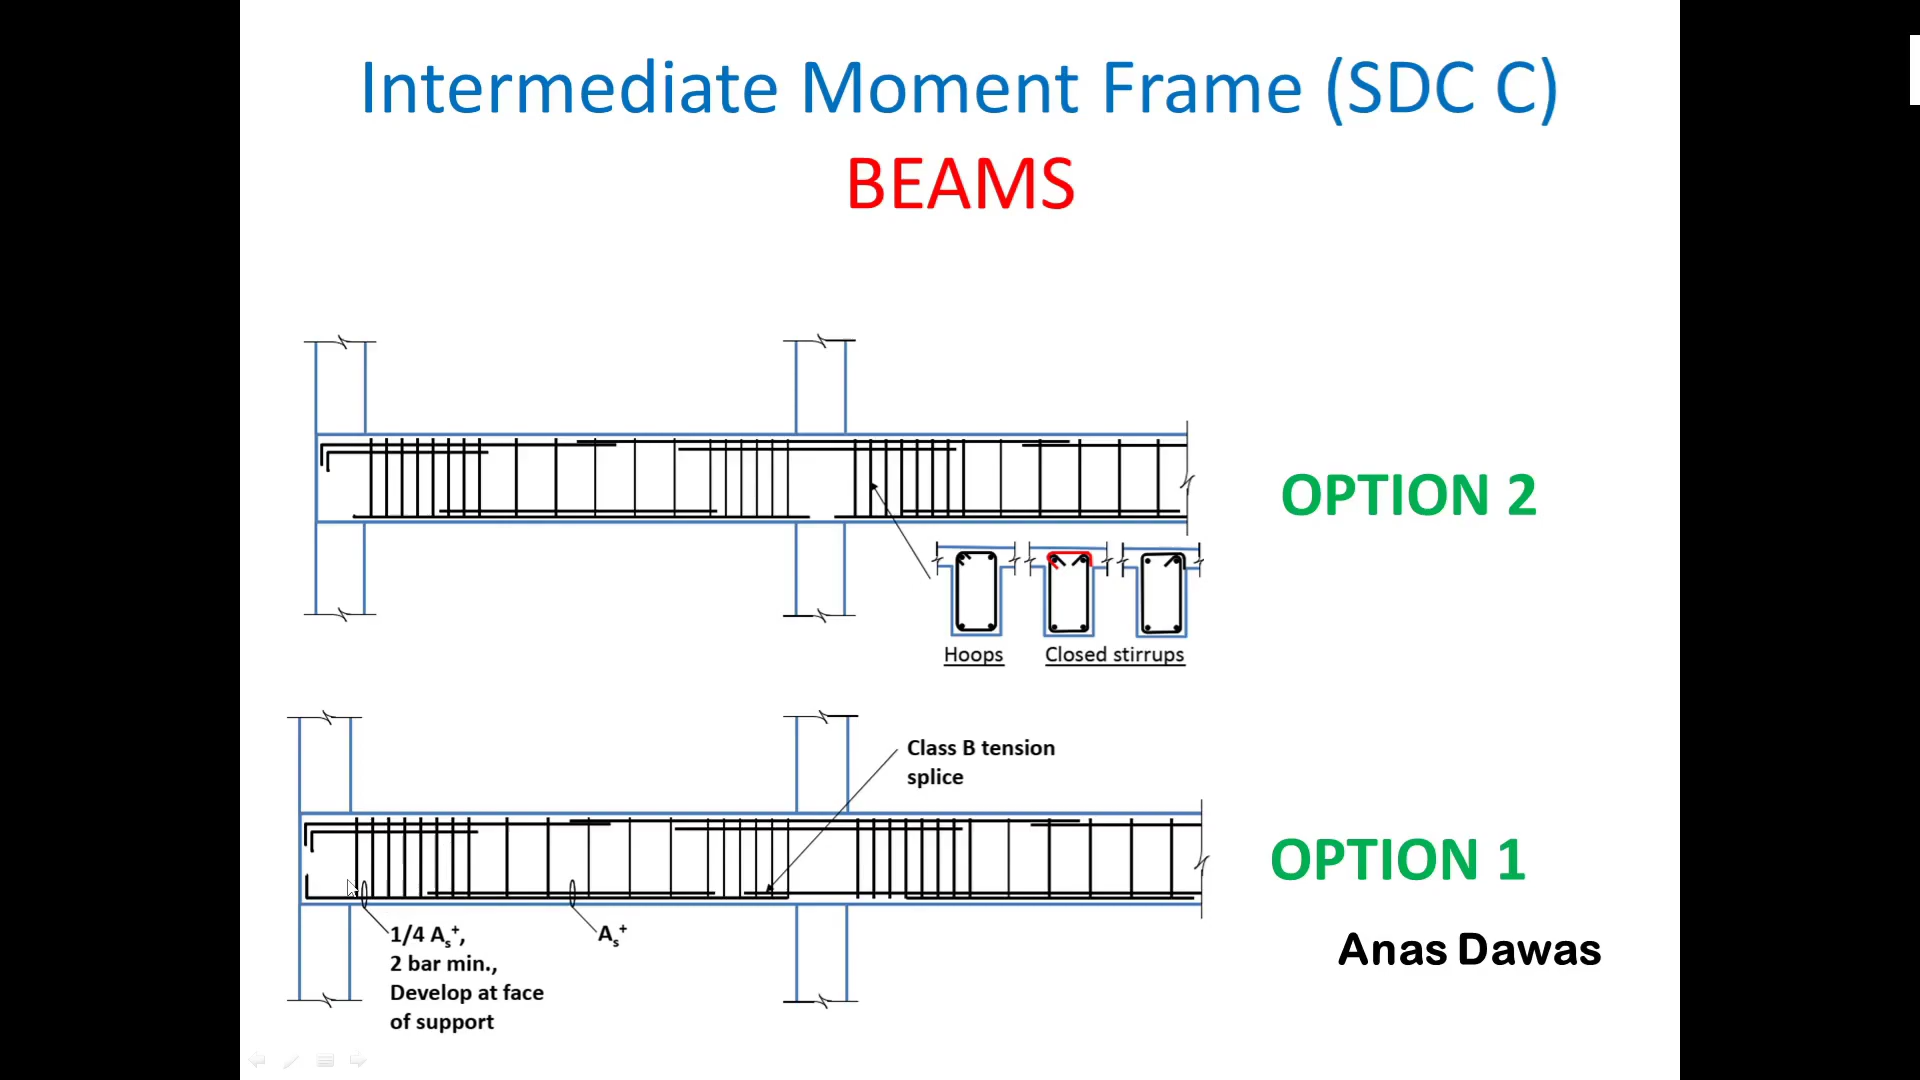 Intermediate Moment Frame (SDC C)
BEAMS
OPTION 2
Hoops
Closed stirrups
Class B tension
splice
OPTION 1
1/4 Aₛ⁺,
2 bar min.,
Develop at face
of support
Aₛ⁺
Anas Dawas